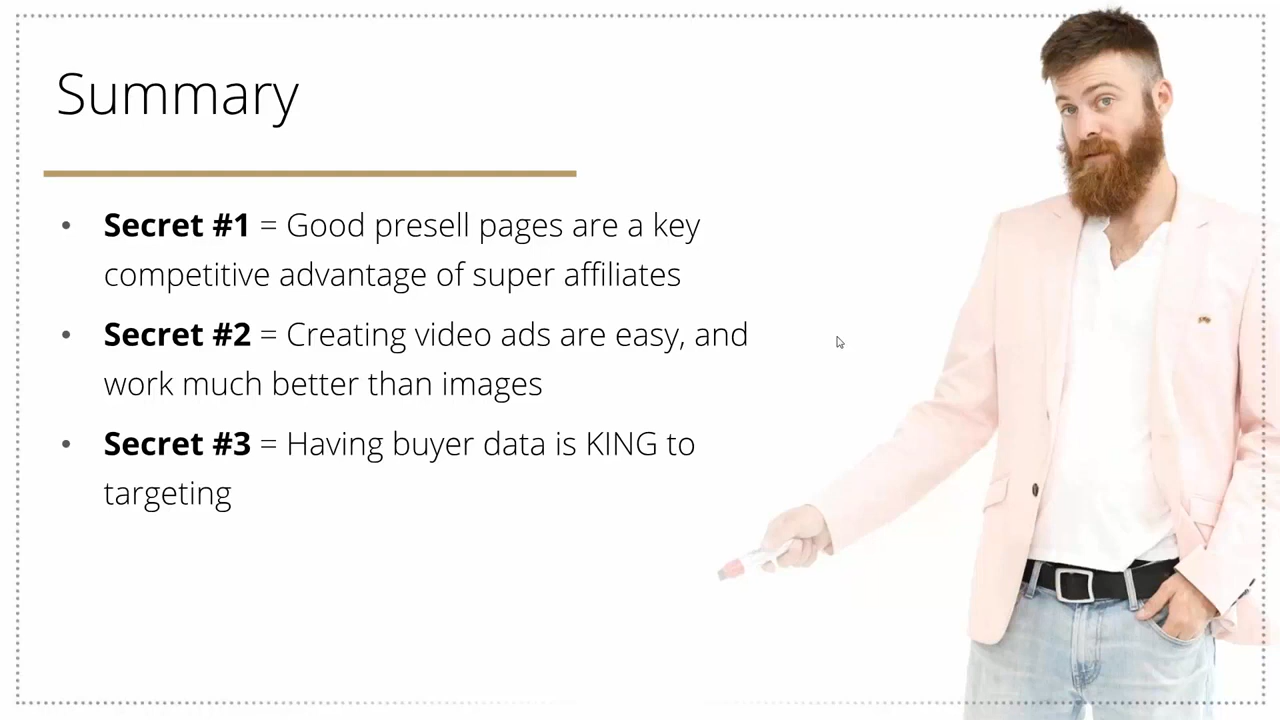 Summary
• Secret #1 = Good presell pages are a key
competitive advantage of super affiliates
• Secret #2 = Creating video ads are easy, and
work much better than images
• Secret #3 = Having buyer data is KING to
targeting